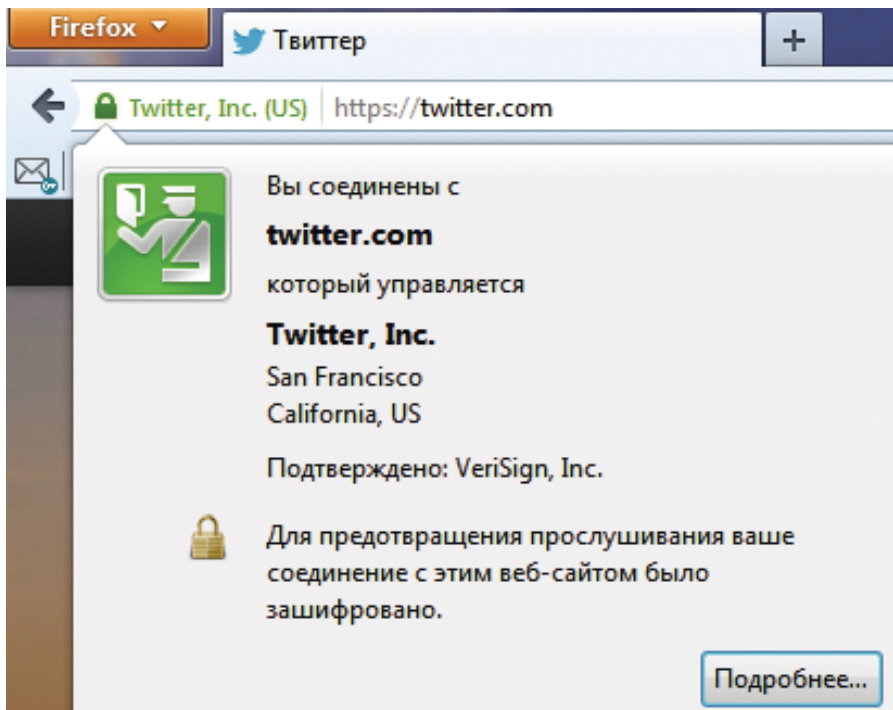 Firefox
Твиттер
Twitter, Inc. (US) https://twitter.com
Вы соединены с
twitter.com
который управляется
Twitter, Inc.
San Francisco
California, US
Подтверждено: VeriSign, Inc.
Для предотвращения прослушивания ваше
соединение с этим веб-сайтом было
зашифровано.
Подробнее...